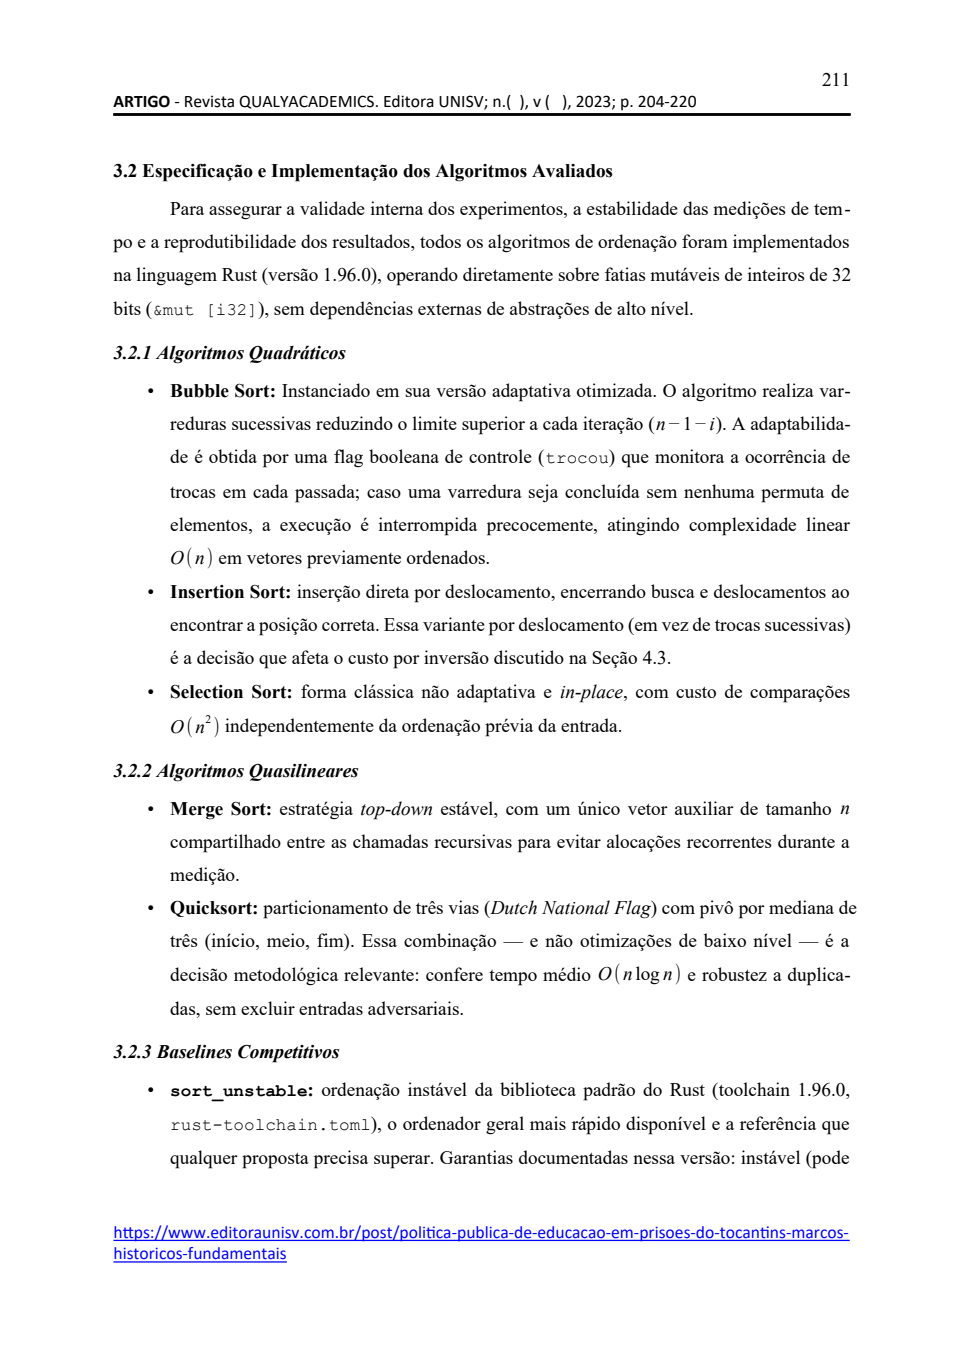 211
ARTIGO - Revista QUALYACADEMICS. Editora UNISV; n.( ), v ( ), 2023; p. 204-220
3.2 Especificação e Implementação dos Algoritmos Avaliados
Para assegurar a validade interna dos experimentos, a estabilidade das medições de tem-
po e a reprodutibilidade dos resultados, todos os algoritmos de ordenação foram implementados
na linguagem Rust (versão 1.96.0), operando diretamente sobre fatias mutáveis de inteiros de 32
bits (&mut [i32]), sem dependências externas de abstrações de alto nível.
3.2.1 Algoritmos Quadráticos
• Bubble Sort: Instanciado em sua versão adaptativa otimizada. O algoritmo realiza var-
reduras sucessivas reduzindo o limite superior a cada iteração (n−1−i). A adaptabilida-
de é obtida por uma flag booleana de controle (trocou) que monitora a ocorrência de
trocas em cada passada; caso uma varredura seja concluída sem nenhuma permuta de
elementos, a execução é interrompida precocemente, atingindo complexidade linear
O(n) em vetores previamente ordenados.
• Insertion Sort: inserção direta por deslocamento, encerrando busca e deslocamentos ao
encontrar a posição correta. Essa variante por deslocamento (em vez de trocas sucessivas)
é a decisão que afeta o custo por inversão discutido na Seção 4.3.
• Selection Sort: forma clássica não adaptativa e in-place, com custo de comparações
O(n²) independentemente da ordenação prévia da entrada.
3.2.2 Algoritmos Quasilineares
• Merge Sort: estratégia top-down estável, com um único vetor auxiliar de tamanho n
compartilhado entre as chamadas recursivas para evitar alocações recorrentes durante a
medição.
• Quicksort: particionamento de três vias (Dutch National Flag) com pivô por mediana de
três (início, meio, fim). Essa combinação — e não otimizações de baixo nível — é a
decisão metodológica relevante: confere tempo médio O(n log n) e robustez a duplica-
das, sem excluir entradas adversariais.
3.2.3 Baselines Competitivos
• sort_unstable: ordenação instável da biblioteca padrão do Rust (toolchain 1.96.0,
rust-toolchain.toml), o ordenador geral mais rápido disponível e a referência que
qualquer proposta precisa superar. Garantias documentadas nessa versão: instável (pode
https://www.editoraunisv.com.br/post/politica-publica-de-educacao-em-prisoes-do-tocantins-marcos-
historicos-fundamentais